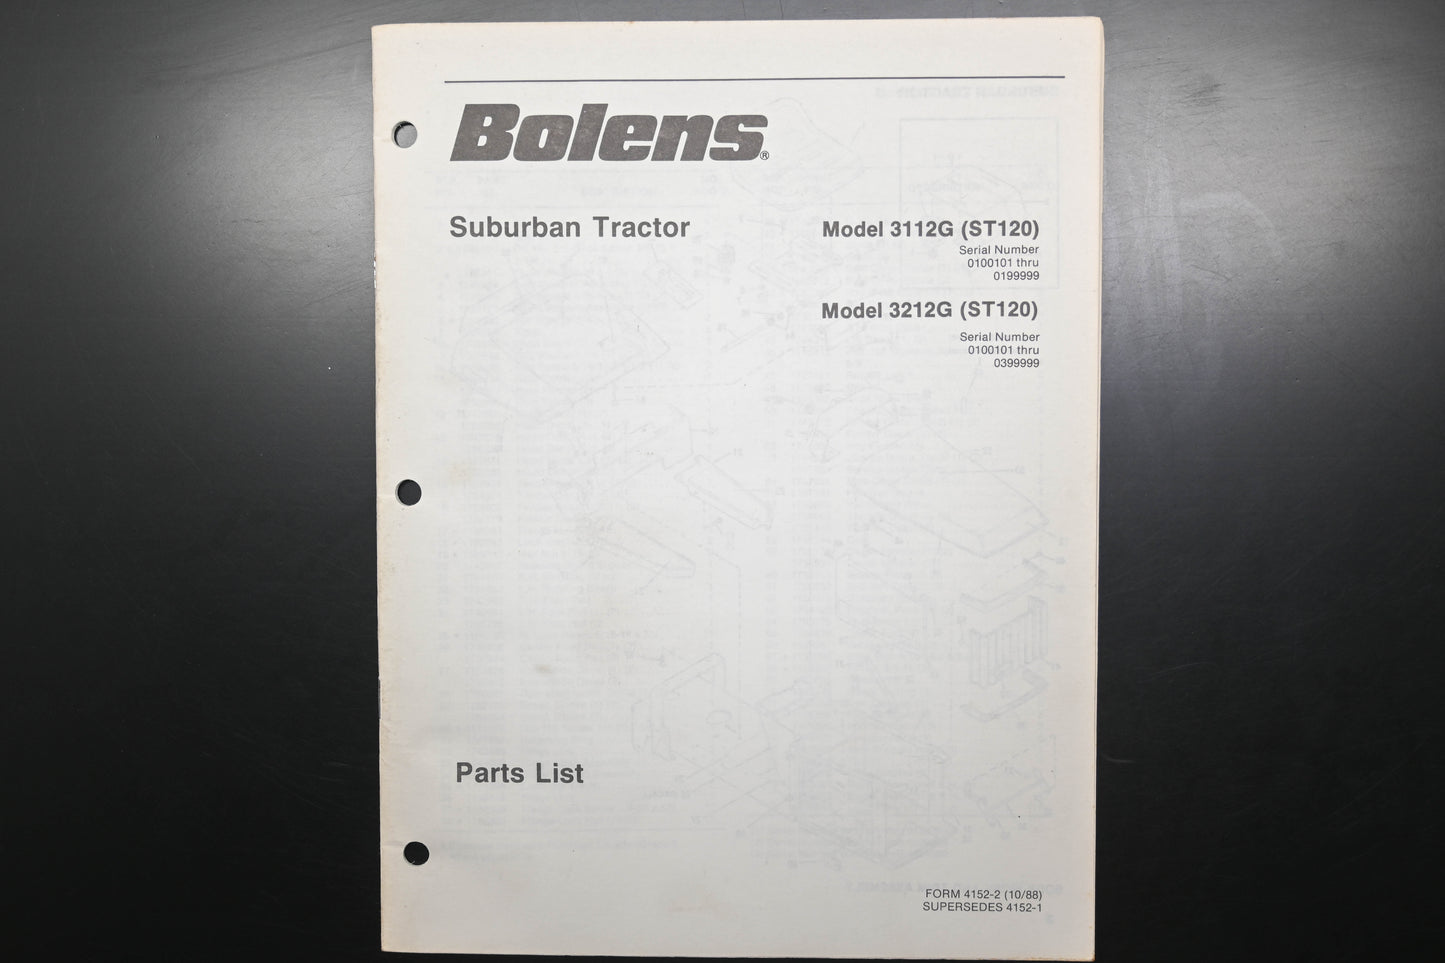 Bolens®
Suburban Tractor
Model 3112G (ST120)
Serial Number
0100101 thru
0199999
Model 3212G (ST120)
Serial Number
0100101 thru
0399999
Parts List
FORM 4152-2 (10/88)
SUPERSEDES 4152-1